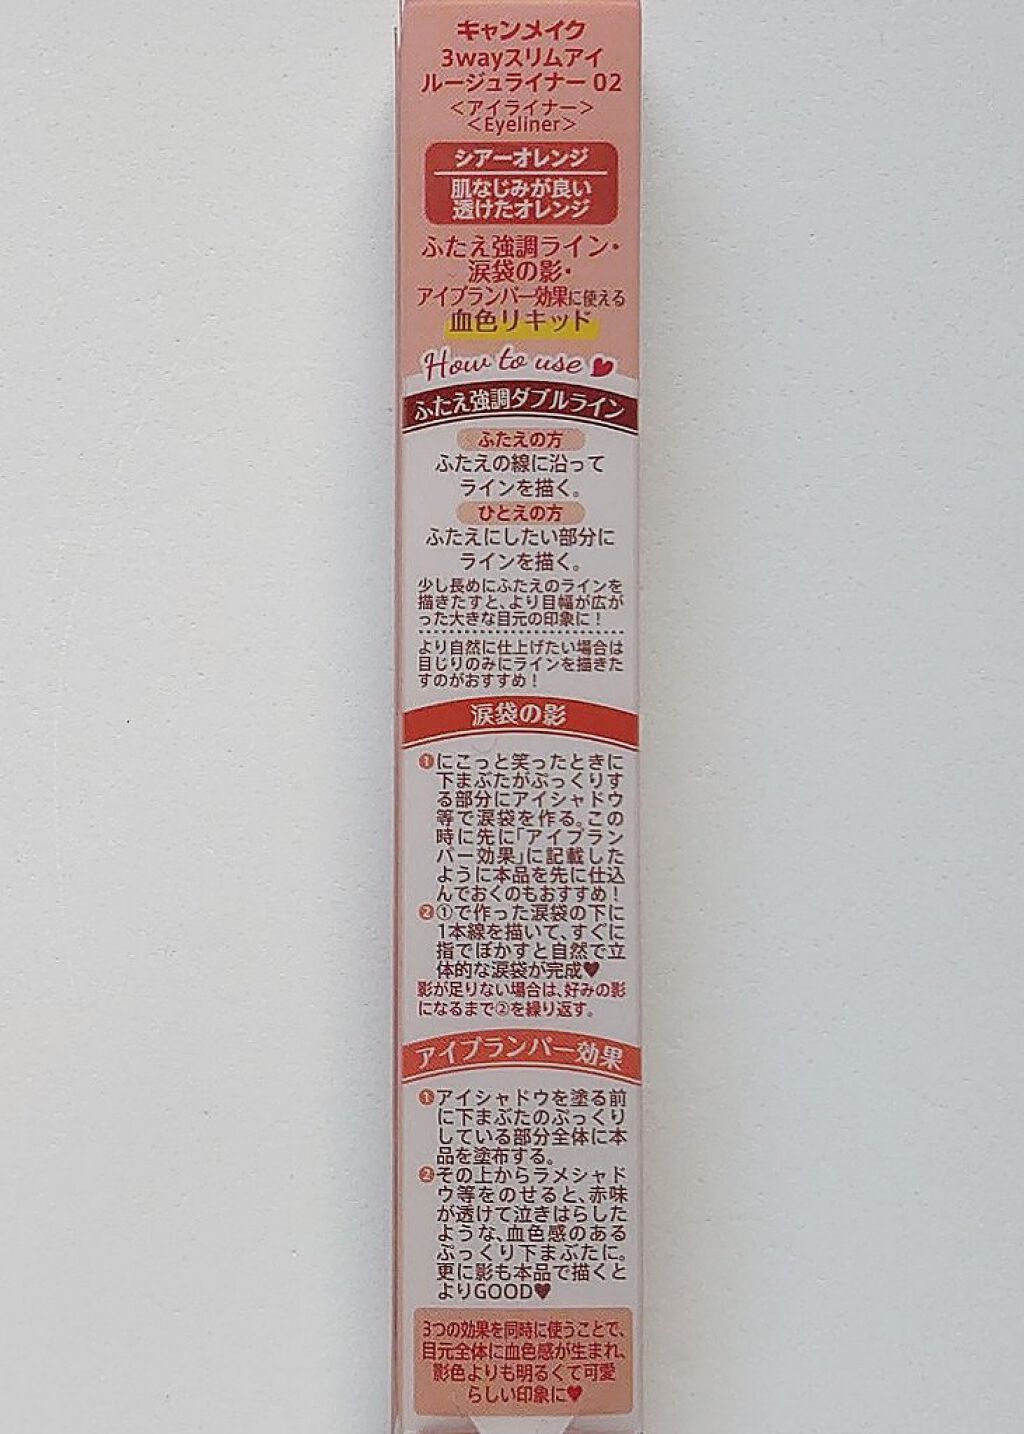 キャンメイク
3wayスリムアイ
ルージュライナー 02
＜アイライナー＞
＜Eyeliner＞
シアーオレンジ
肌なじみが良い
透けたオレンジ
ふたえ強調ライン・
涙袋の影・
アイプランパー効果に使える
血色リキッド
How to use ♥
ふたえ強調ダブルライン
ふたえの方
ふたえの線に沿って
ラインを描く。
ひとえの方
ふたえにしたい部分に
ラインを描く。
少し長めにふたえのラインを
描きたすと、より目幅が広が
った大きな目元の印象に！
より自然に仕上げたい場合は
目じりのみにラインを描きた
すのがおすすめ！
涙袋の影
❶にこっと笑ったときに
下まぶたがぷっくりす
る部分にアイシャドウ
等で涙袋を作る。この
時に先に「アイプラン
パー効果」に記載した
ように本品を先に仕込
んでおくのもおすすめ！
❷①で作った涙袋の下に
1本線を描いて、すぐに
指でぼかすと自然で立
体的な涙袋が完成♥
影が足りない場合は、好みの影
になるまで②を繰り返す。
アイプランパー効果
❶アイシャドウを塗る前
に下まぶたのぷっくり
している部分全体に本
品を塗布する。
❷その上からラメシャド
ウ等をのせると、赤味
が透けて泣きはらした
ような、血色感のある
ぷっくり下まぶたに。
更に影も本品で描くと
よりGOOD♥
3つの効果を同時に使うことで、
目元全体に血色感が生まれ、
影色よりも明るくて可愛
らしい印象に♥